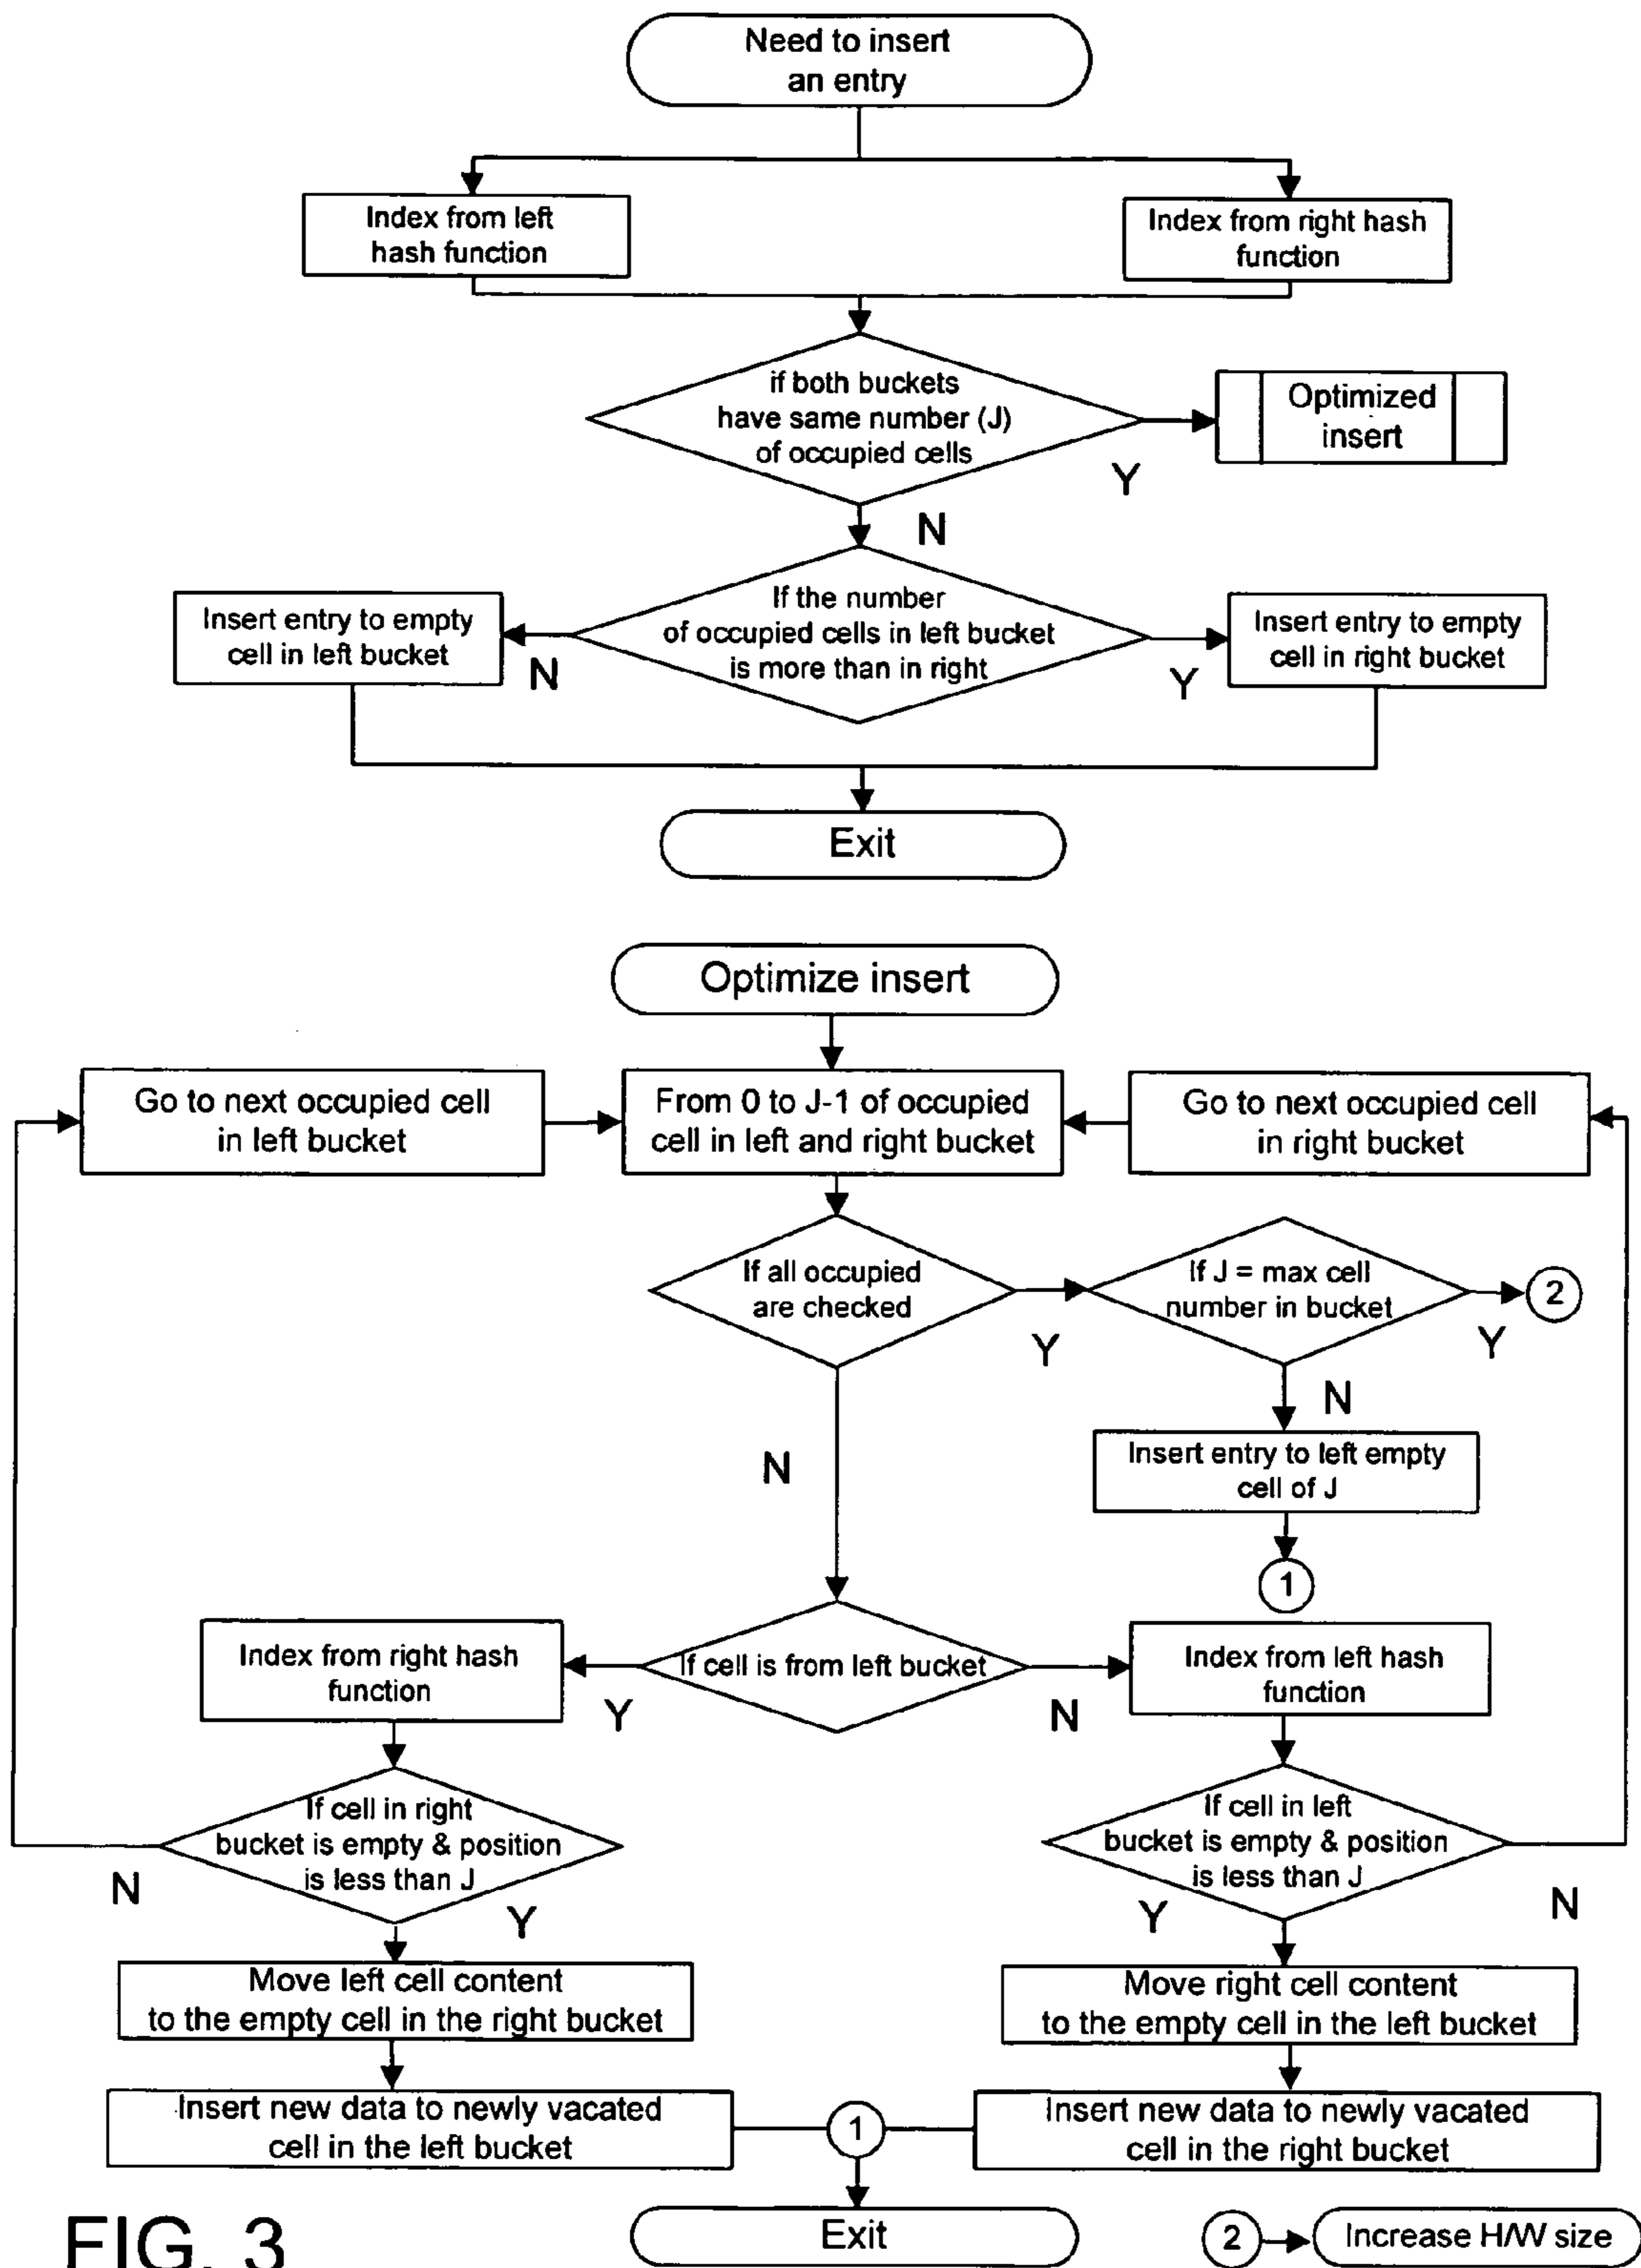 Need to insert
an entry
Index from left
hash function
Index from right hash
function
if both buckets
have same number (J)
of occupied cells
Y
Optimized
insert
N
If the number
of occupied cells in left bucket
is more than in right
Insert entry to empty
cell in left bucket
N
Y
Insert entry to empty
cell in right bucket
Exit
Optimize insert
Go to next occupied cell
in left bucket
From 0 to J-1 of occupied
cell in left and right bucket
Go to next occupied cell
in right bucket
If all occupied
are checked
Y
If J = max cell
number in bucket
Y
2
N
Insert entry to left empty
cell of J
1
N
If cell is from left bucket
Y
N
Index from right hash
function
Index from left hash
function
If cell in right
bucket is empty & position
is less than J
N
Y
If cell in left
bucket is empty & position
is less than J
Y
N
Move left cell content
to the empty cell in the right bucket
Move right cell content
to the empty cell in the left bucket
Insert new data to newly vacated
cell in the left bucket
1
Insert new data to newly vacated
cell in the right bucket
FIG. 3
Exit
2
Increase H/W size